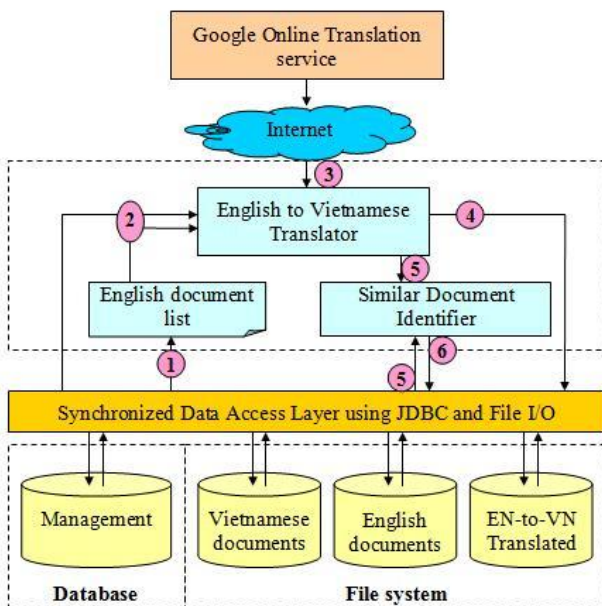 Google Online Translation
service
Internet
3
2
English to Vietnamese
Translator
4
5
English document
list
Similar Document
Identifier
1
5
6
Synchronized Data Access Layer using JDBC and File I/O
Management
Vietnamese
documents
English
documents
EN-to-VN
Translated
Database
File system